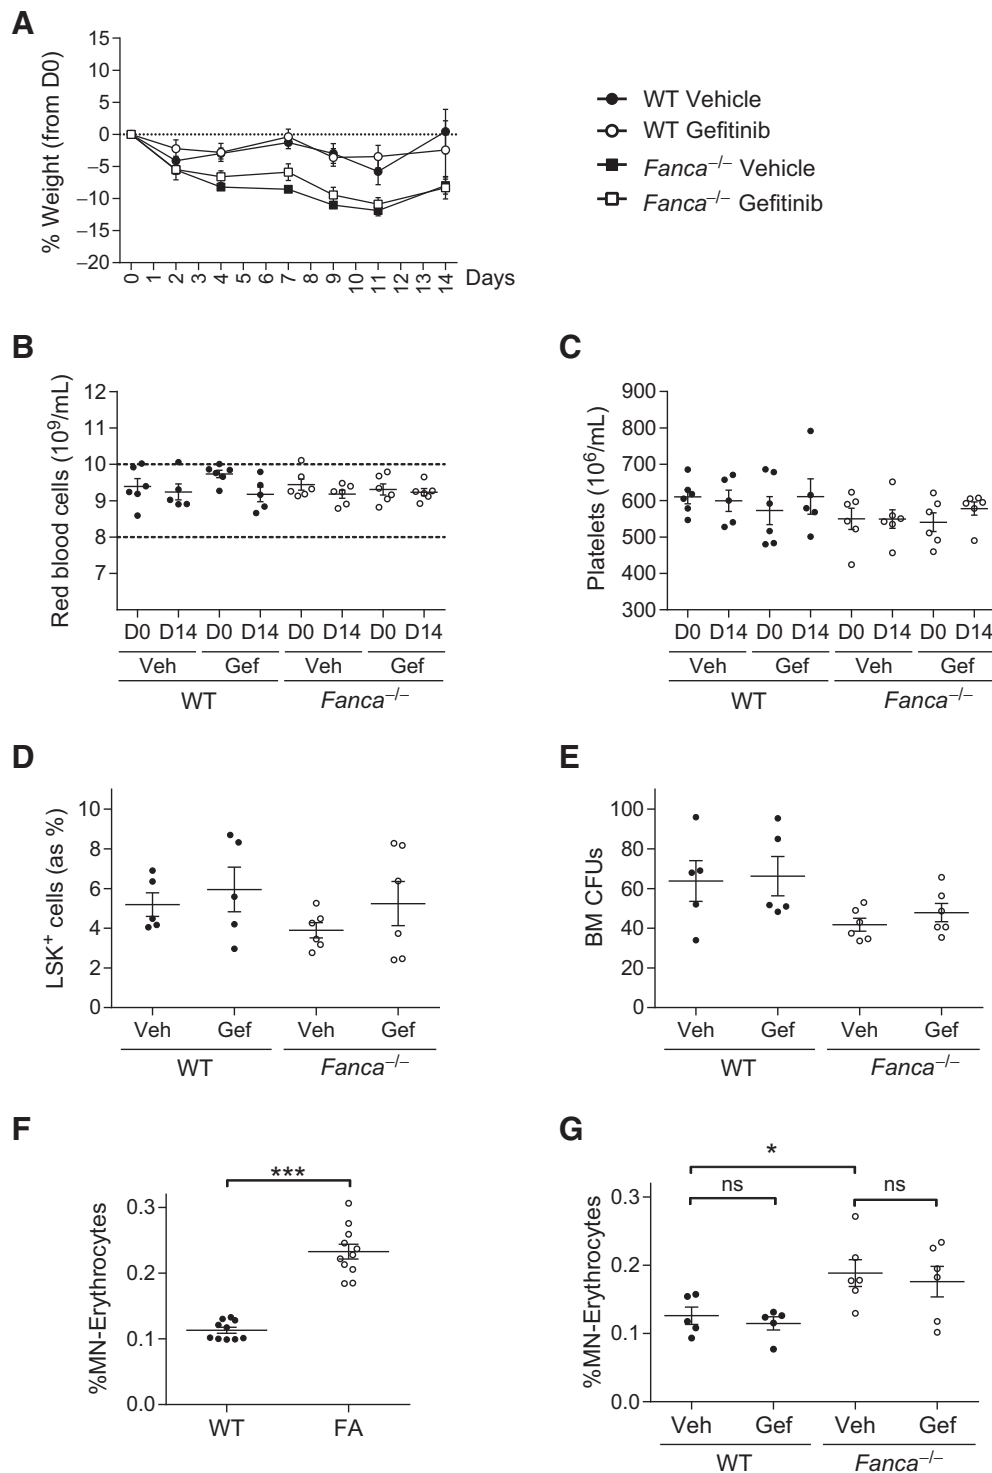 A
% Weight (from D0)
15
10
5
0
−5
−10
−15
−20
0 1 2 3 4 5 6 7 8 9 10 11 12 13 14 Days
WT Vehicle
WT Gefitinib
Fanca−/− Vehicle
Fanca−/− Gefitinib
B
Red blood cells (10⁹/mL)
12
11
10
9
8
7
D0 D14 D0 D14 D0 D14 D0 D14
Veh Gef Veh Gef
WT Fanca−/−
C
Platelets (10⁶/mL)
900
800
700
600
500
400
300
D0 D14 D0 D14 D0 D14 D0 D14
Veh Gef Veh Gef
WT Fanca−/−
D
LSK⁺ cells (as %)
10
8
6
4
2
0
Veh Gef Veh Gef
WT Fanca−/−
E
BM CFUs
100
80
60
40
20
0
Veh Gef Veh Gef
WT Fanca−/−
F
%MN-Erythrocytes
***
0.3
0.2
0.1
0.0
WT FA
G
%MN-Erythrocytes
*
ns ns
0.3
0.2
0.1
0.0
Veh Gef Veh Gef
WT Fanca−/−